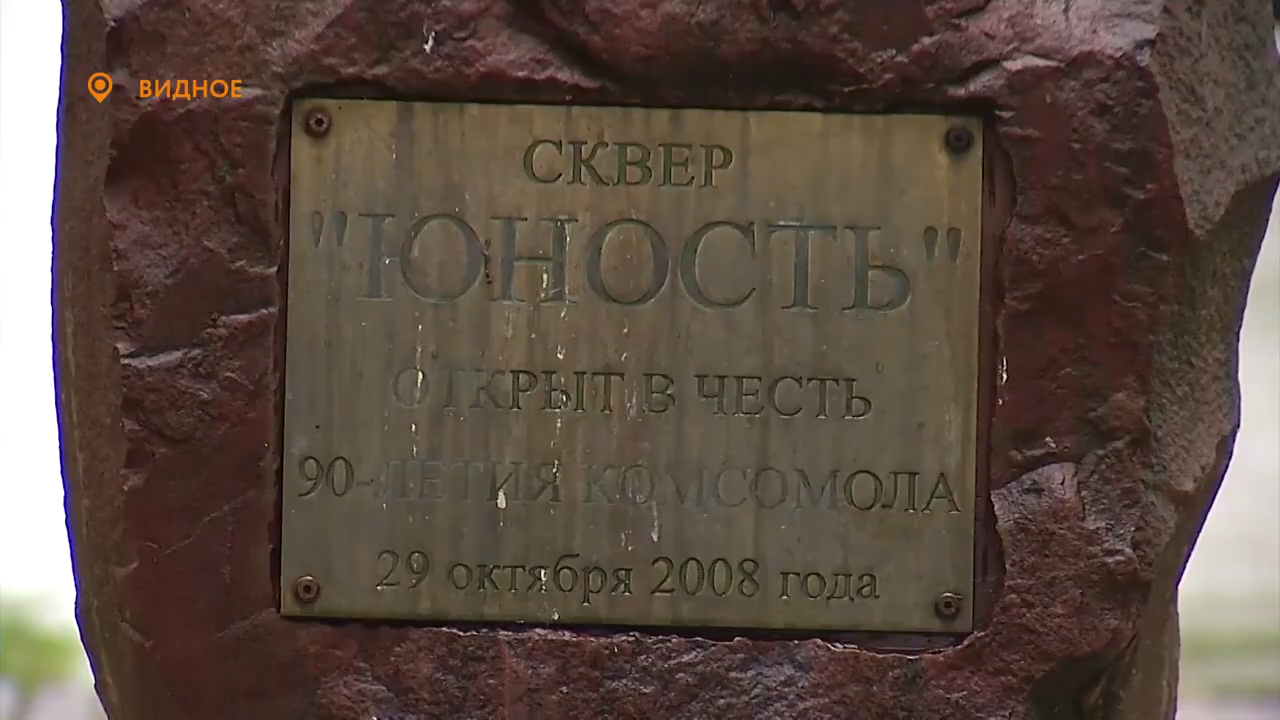 ВИДНОЕ
СКВЕР
"ЮНОСТЬ"
ОТКРЫТ В ЧЕСТЬ
90-ЛЕТИЯ КОМСОМОЛА
29 октября 2008 года